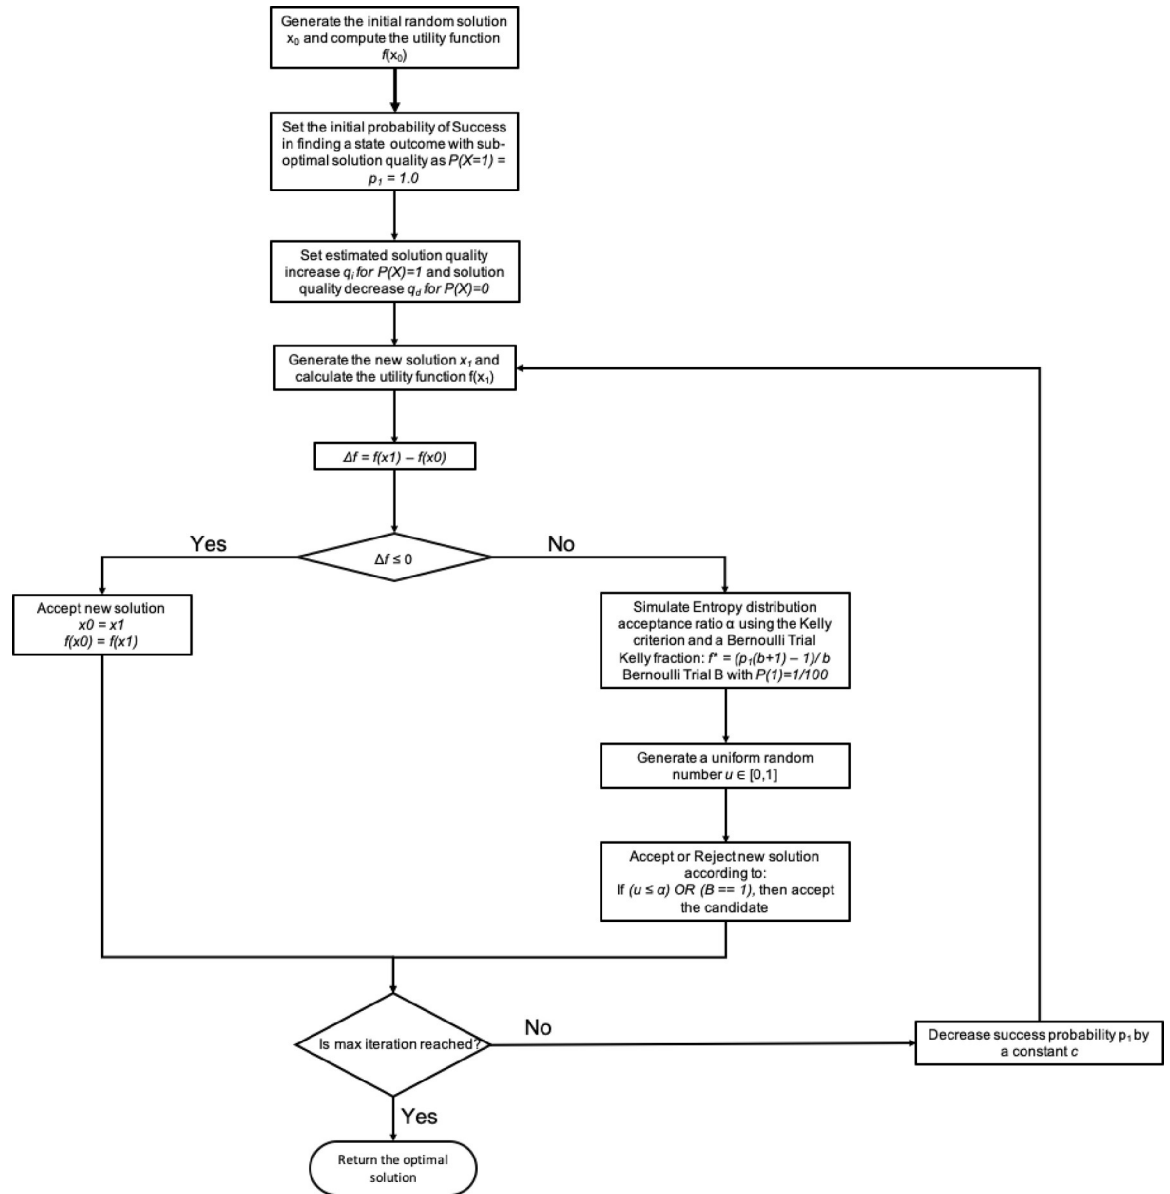 Generate the initial random solution
x₀ and compute the utility function
f(x₀)
Set the initial probability of Success
in finding a state outcome with sub-
optimal solution quality as P(X=1) =
p₁ = 1.0
Set estimated solution quality
increase qᵢ for P(X)=1 and solution
quality decrease q_d for P(X)=0
Generate the new solution x₁ and
calculate the utility function f(x₁)
Δf = f(x1) – f(x0)
Δf ≤ 0
Yes
No
Accept new solution
x0 = x1
f(x0) = f(x1)
Simulate Entropy distribution
acceptance ratio α using the Kelly
criterion and a Bernoulli Trial
Kelly fraction: f* = (p₁(b+1) – 1)/ b
Bernoulli Trial B with P(1)=1/100
Generate a uniform random
number u ∈ [0,1]
Accept or Reject new solution
according to:
If (u ≤ α) OR (B == 1), then accept
the candidate
Is max iteration reached?
No
Decrease success probability p₁ by
a constant c
Yes
Return the optimal
solution